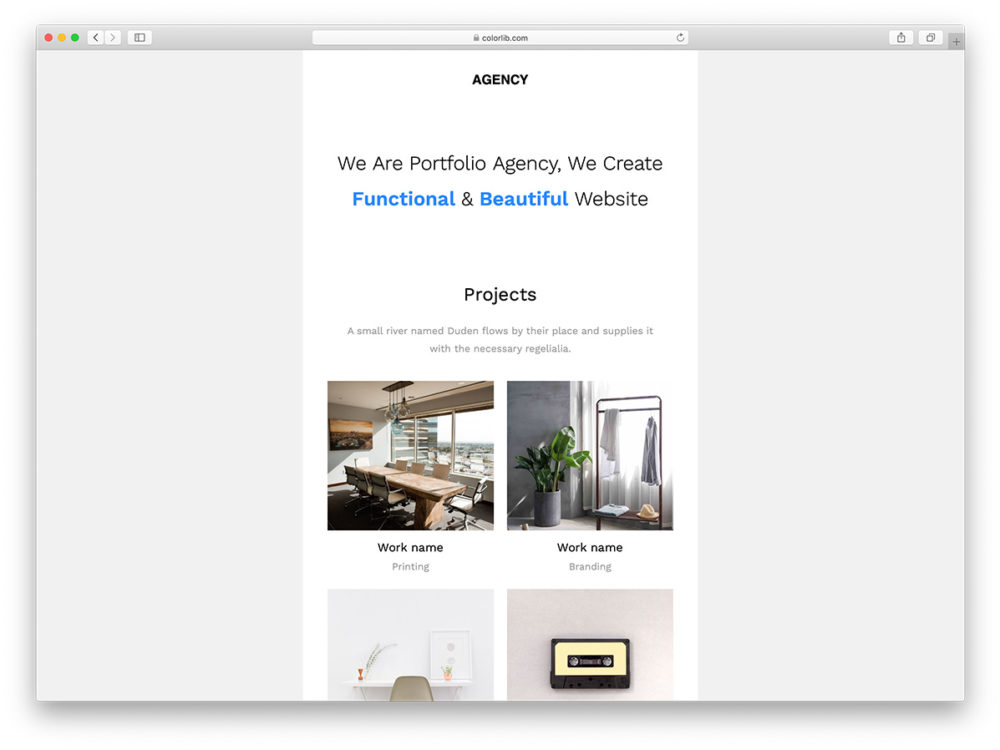 colorlib.com
AGENCY
We Are Portfolio Agency, We Create
Functional & Beautiful Website
Projects
A small river named Duden flows by their place and supplies it
with the necessary regelialia.
Work name
Work name
Printing
Branding